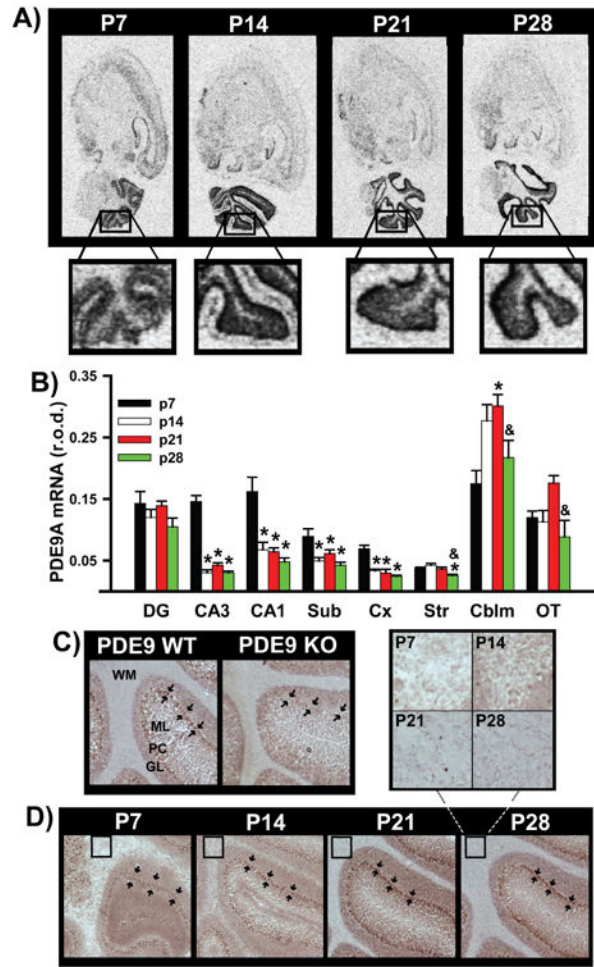 A)
P7 P14 P21 P28
B)
PDE9A mRNA (r.o.d.)
0.35
0.25
0.15
0.05
p7
p14
p21
p28
* * *
* * *
* * *
* * *
&
*
*
&
&
DG CA3 CA1 Sub Cx Str Cblm OT
C)
PDE9 WT PDE9 KO
WM
ML
PC
GL
P7 P14
P21 P28
D)
P7 P14 P21 P28